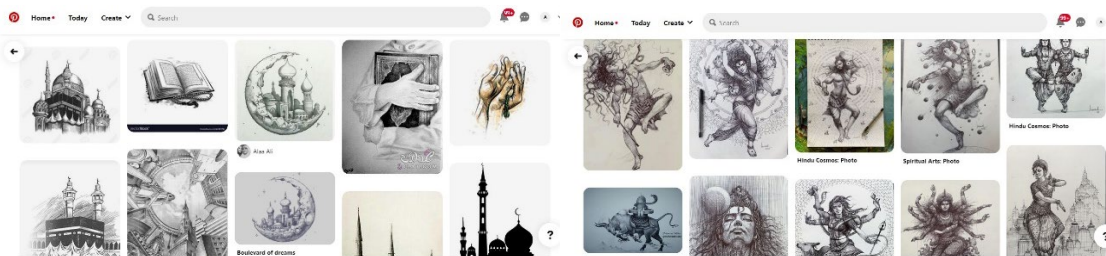 Home
Today
Create
Search
99+
Alaa Ali
Boulevard of dreams
?
Home
Today
Create
Search
99+
Hindu Cosmos: Photo
Spiritual Arts: Photo
Hindu Cosmos: Photo
?